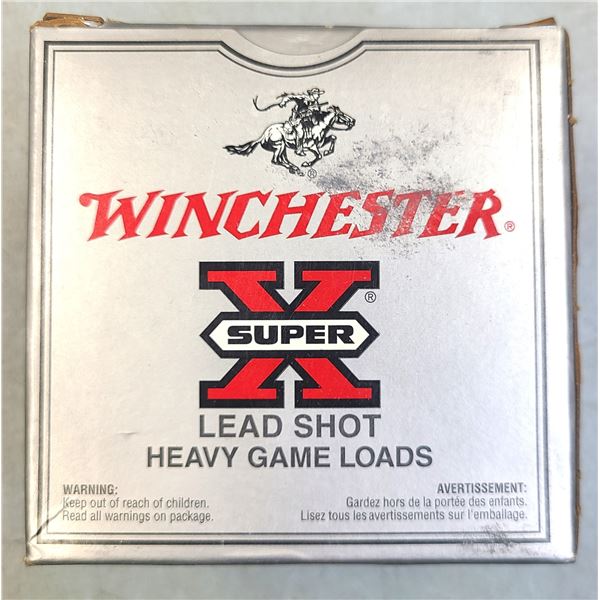 ®
WINCHESTER®
X®
SUPER
LEAD SHOT
HEAVY GAME LOADS
WARNING:
Keep out of reach of children.
Read all warnings on package.
AVERTISSEMENT:
Gardez hors de la portée des enfants.
Lisez tous les avertissements sur l'emballage.